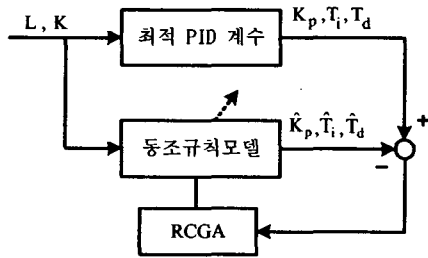 L, K
최적 PID 계수
K_p, T_i, T_d
+
동조규칙모델
K̂_p, T̂_i, T̂_d
−
RCGA